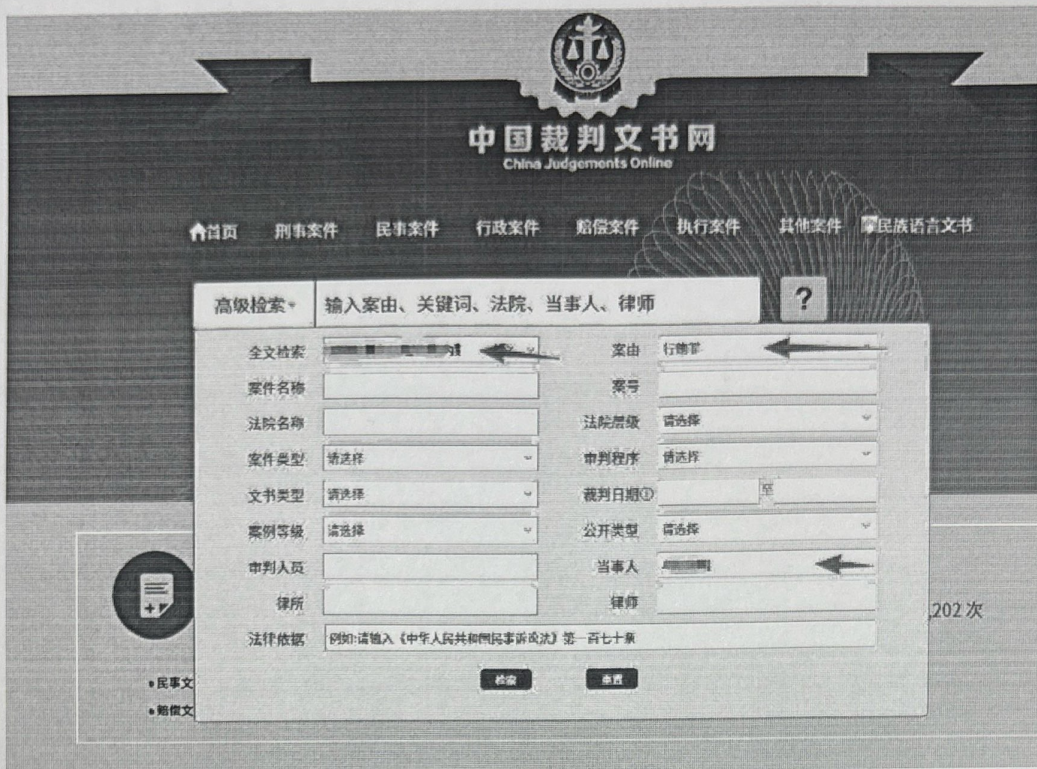 中国裁判文书网
China Judgements Online
首页 刑事案件 民事案件 行政案件 赔偿案件 执行案件 其他案件 民族语言文书
高级检索 输入案由、关键词、法院、当事人、律师 ?
全文检索 案由 行贿罪
案件名称 案号
法院名称 法院层级 请选择
案件类型 请选择 审判程序 请选择
文书类型 请选择 裁判日期 至
案例等级 请选择 公开类型 请选择
审判人员 当事人
律所 律师
,202 次
法律依据 例如:请输入《中华人民共和国民事诉讼法》第一百七十条
检索 重置
民事文
赔偿文